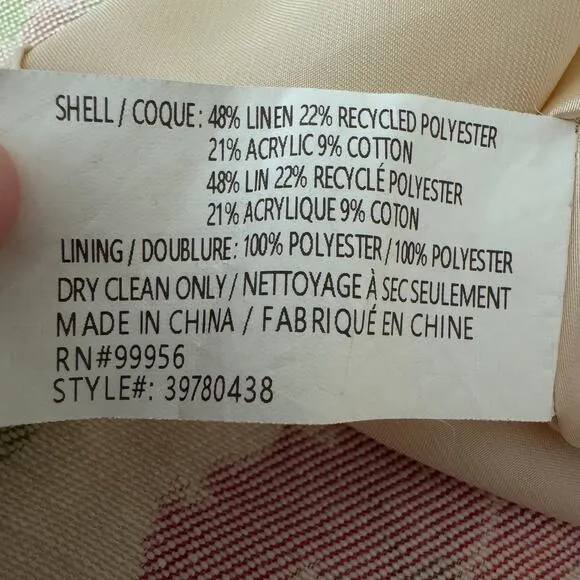 SHELL / COQUE: 48% LINEN 22% RECYCLED POLYESTER
21% ACRYLIC 9% COTTON
48% LIN 22% RECYCLÉ POLYESTER
21% ACRYLIQUE 9% COTON
LINING / DOUBLURE: 100% POLYESTER / 100% POLYESTER
DRY CLEAN ONLY / NETTOYAGE À SEC SEULEMENT
MADE IN CHINA / FABRIQUÉ EN CHINE
RN#99956
STYLE#: 39780438